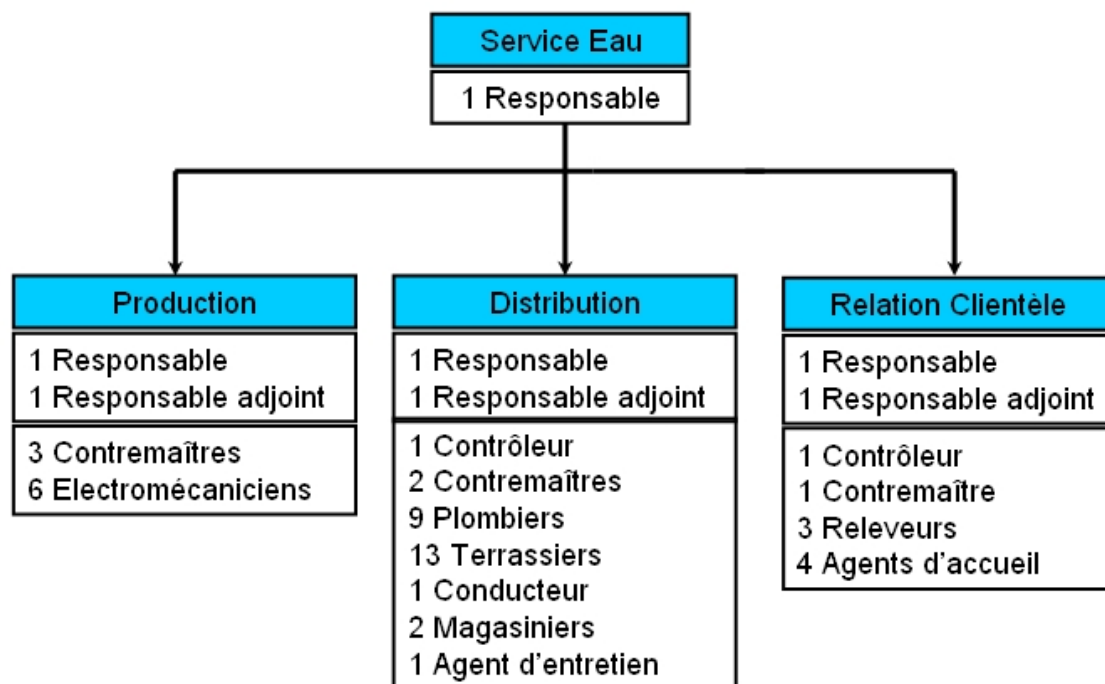 Service Eau
1 Responsable
Production
1 Responsable
1 Responsable adjoint
3 Contremaîtres
6 Electromécaniciens
Distribution
1 Responsable
1 Responsable adjoint
1 Contrôleur
2 Contremaîtres
9 Plombiers
13 Terrassiers
1 Conducteur
2 Magasiniers
1 Agent d'entretien
Relation Clientèle
1 Responsable
1 Responsable adjoint
1 Contrôleur
1 Contremaître
3 Releveurs
4 Agents d'accueil